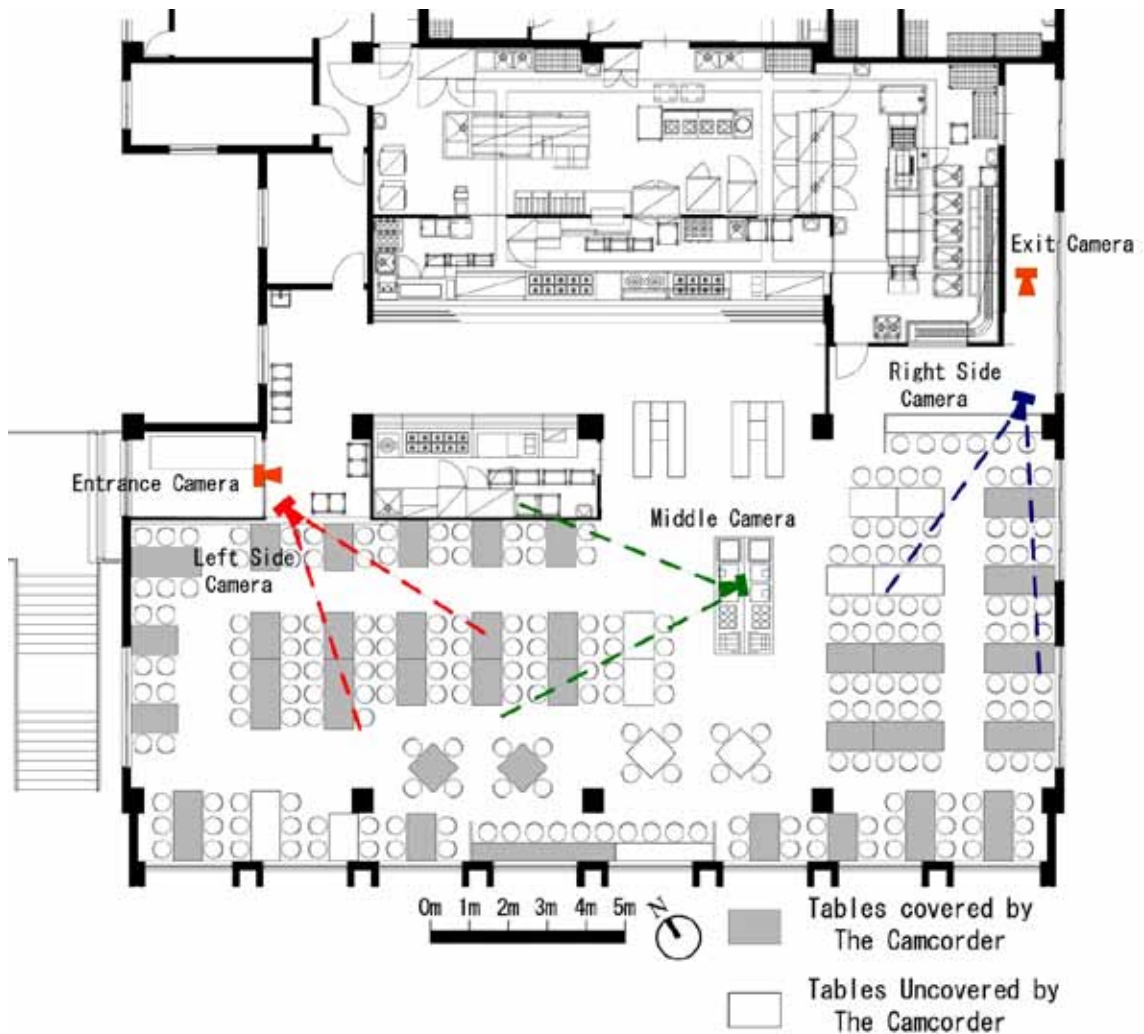 Exit Camera
Right Side
Camera
Entrance Camera
Middle Camera
Left Side
Camera
0m 1m 2m 3m 4m 5m
N
Tables covered by
The Camcorder
Tables Uncovered by
The Camcorder